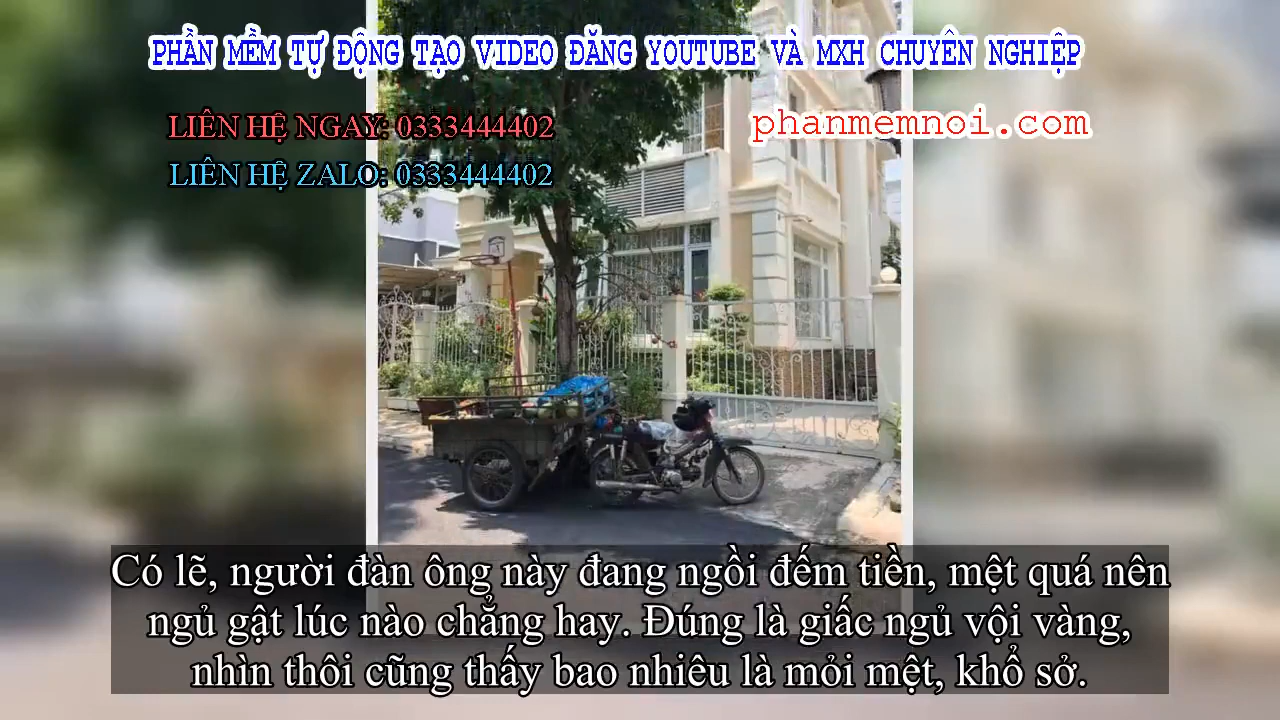 PHẦN MỀM TỰ ĐỘNG TẠO VIDEO ĐĂNG YOUTUBE VÀ MXH CHUYÊN NGHIỆP
LIÊN HỆ NGAY: 0333444402
phanmemnoi.com
LIÊN HỆ ZALO: 0333444402
Có lẽ, người đàn ông này đang ngồi đếm tiền, mệt quá nên
ngủ gật lúc nào chẳng hay. Đúng là giấc ngủ vội vàng,
nhìn thôi cũng thấy bao nhiêu là mỏi mệt, khổ sở.